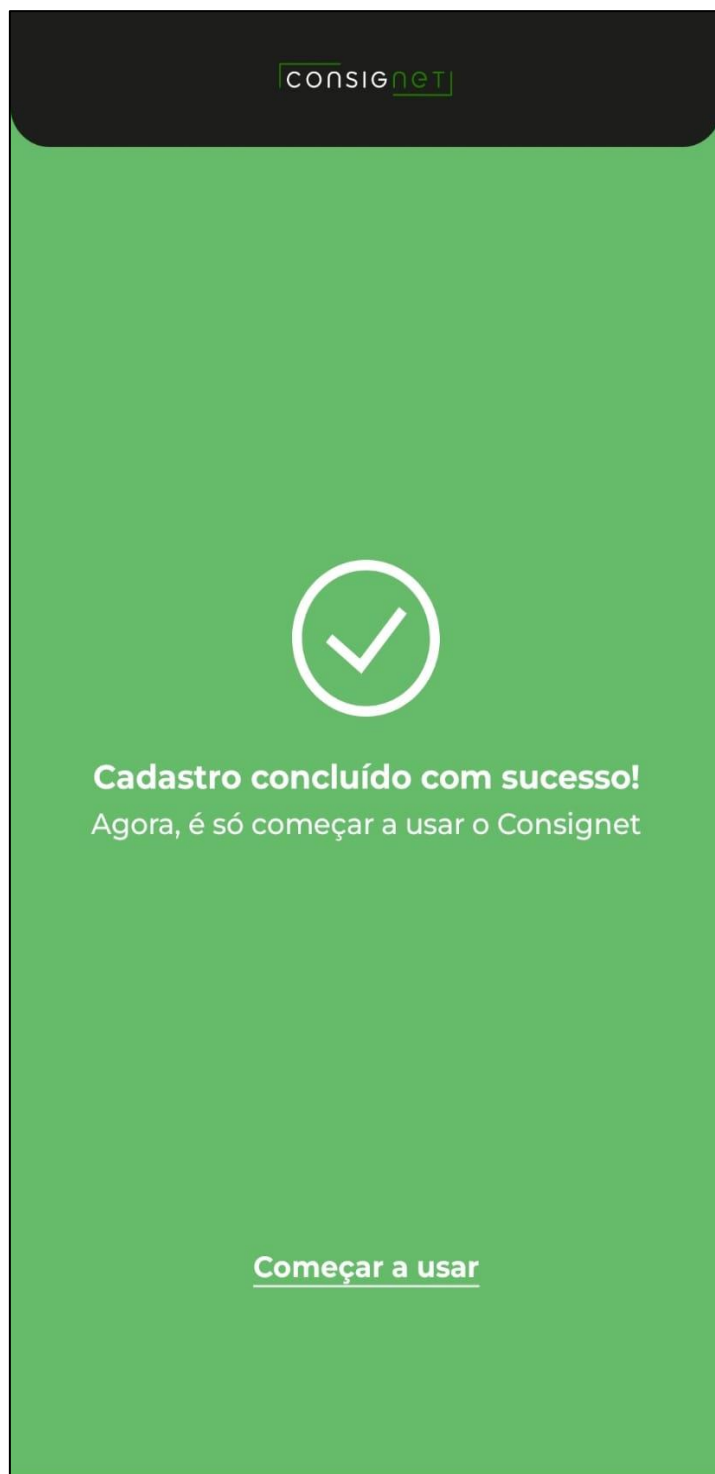 CONSIGNET
Cadastro concluído com sucesso!
Agora, é só começar a usar o Consignet
Começar a usar